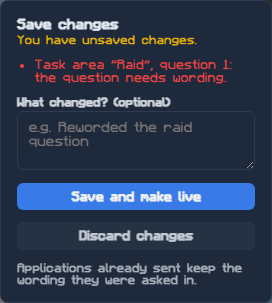 Save changes
You have unsaved changes.
• Task area "Raid", question 1:
the question needs wording.
What changed? (optional)
e.g. Reworded the raid
question
Save and make live
Discard changes
Applications already sent keep the
wording they were asked in.